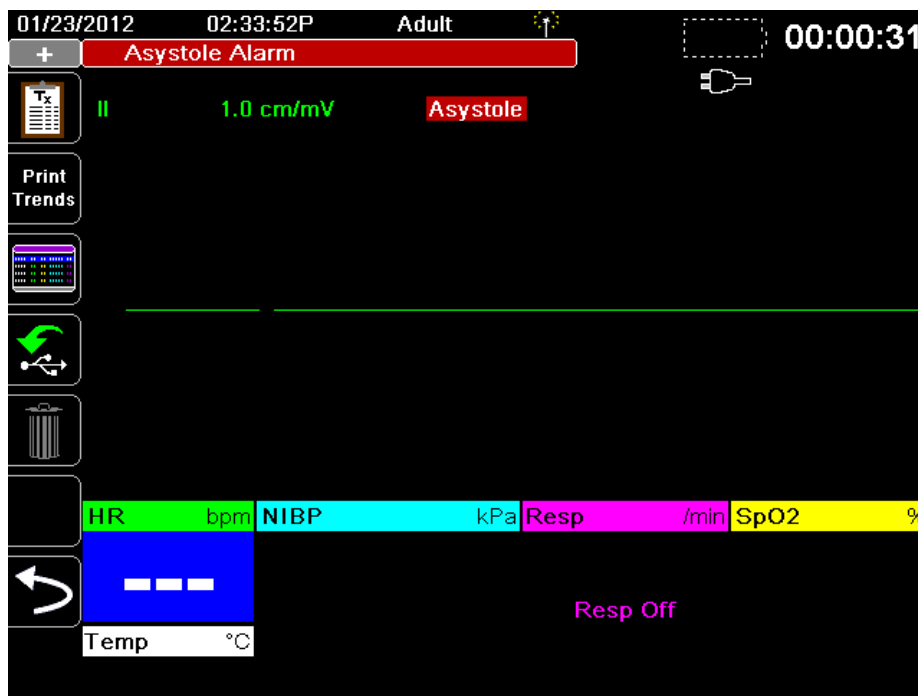 01/23/2012 02:33:52P Adult 00:00:31
+ Asystole Alarm
Tx
II 1.0 cm/mV Asystole
Print
Trends
HR bpm NIBP kPa Resp /min SpO2 %
---
Resp Off
Temp °C